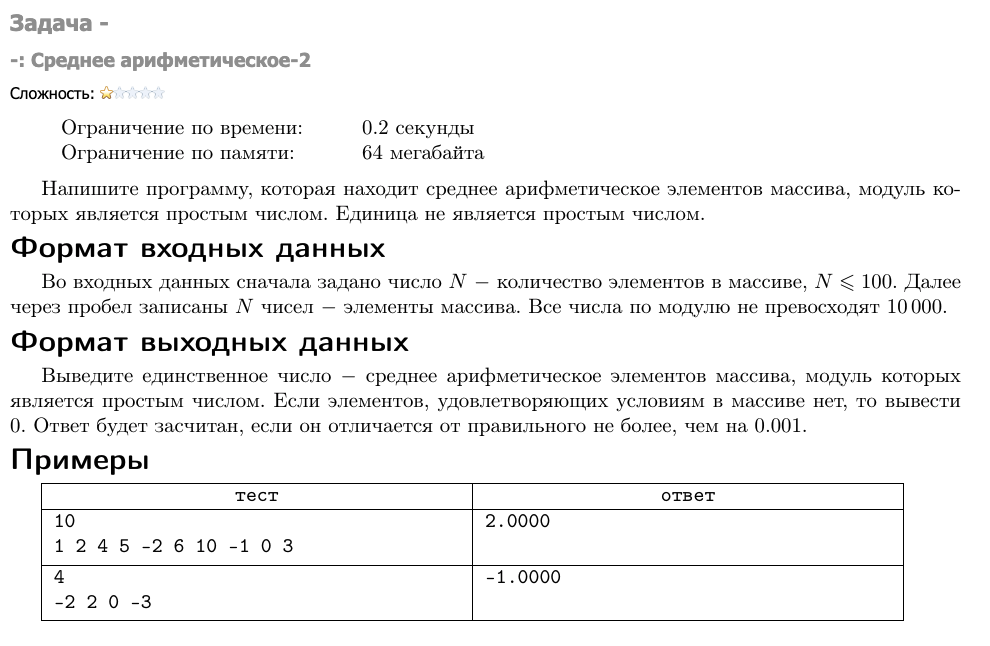 Задача -
-: Среднее арифметическое-2
Сложность:
Ограничение по времени: 0.2 секунды
Ограничение по памяти: 64 мегабайта
Напишите программу, которая находит среднее арифметическое элементов массива, модуль ко-
торых является простым числом. Единица не является простым числом.
Формат входных данных
Во входных данных сначала задано число N − количество элементов в массиве, N ⩽ 100. Далее
через пробел записаны N чисел − элементы массива. Все числа по модулю не превосходят 10 000.
Формат выходных данных
Выведите единственное число − среднее арифметическое элементов массива, модуль которых
является простым числом. Если элементов, удовлетворяющих условиям в массиве нет, то вывести
0. Ответ будет засчитан, если он отличается от правильного не более, чем на 0.001.
Примеры
тест ответ
10 2.0000
1 2 4 5 -2 6 10 -1 0 3
4 -1.0000
-2 2 0 -3